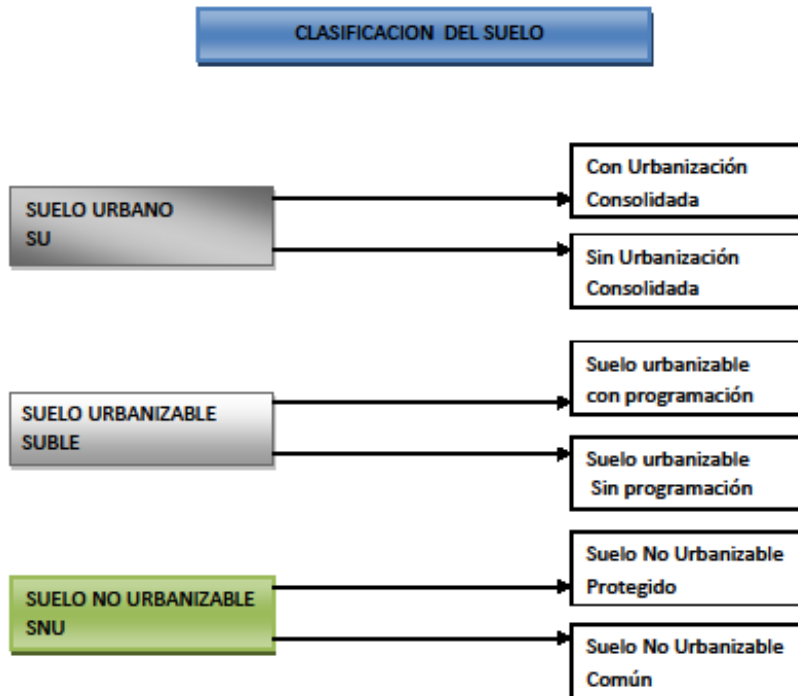 CLASIFICACION DEL SUELO
SUELO URBANO
SU
Con Urbanización
Consolidada
Sin Urbanización
Consolidada
SUELO URBANIZABLE
SUBLE
Suelo urbanizable
con programación
Suelo urbanizable
Sin programación
SUELO NO URBANIZABLE
SNU
Suelo No Urbanizable
Protegido
Suelo No Urbanizable
Común